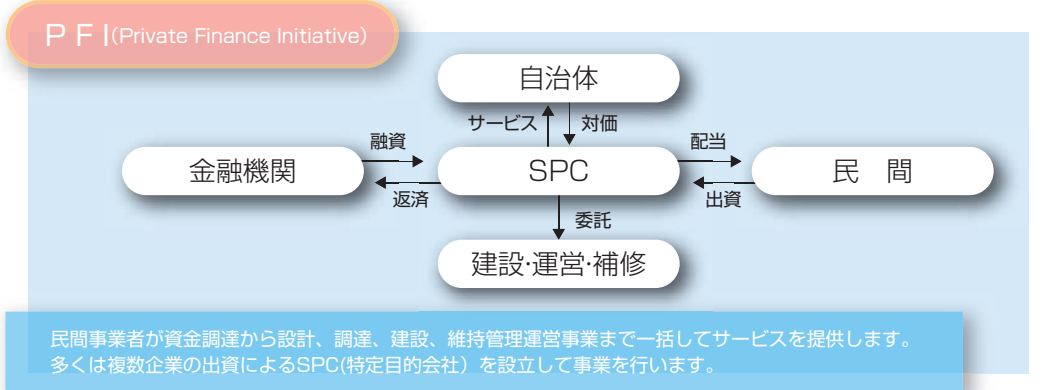 PFI(Private Finance Initiative)
自治体
サービス 対価
融資 配当
金融機関 SPC 民 間
返済 出資
委託
建設·運営·補修
民間事業者が資金調達から設計、調達、建設、維持管理運営事業まで一括してサービスを提供します。
多くは複数企業の出資によるSPC(特定目的会社）を設立して事業を行います。